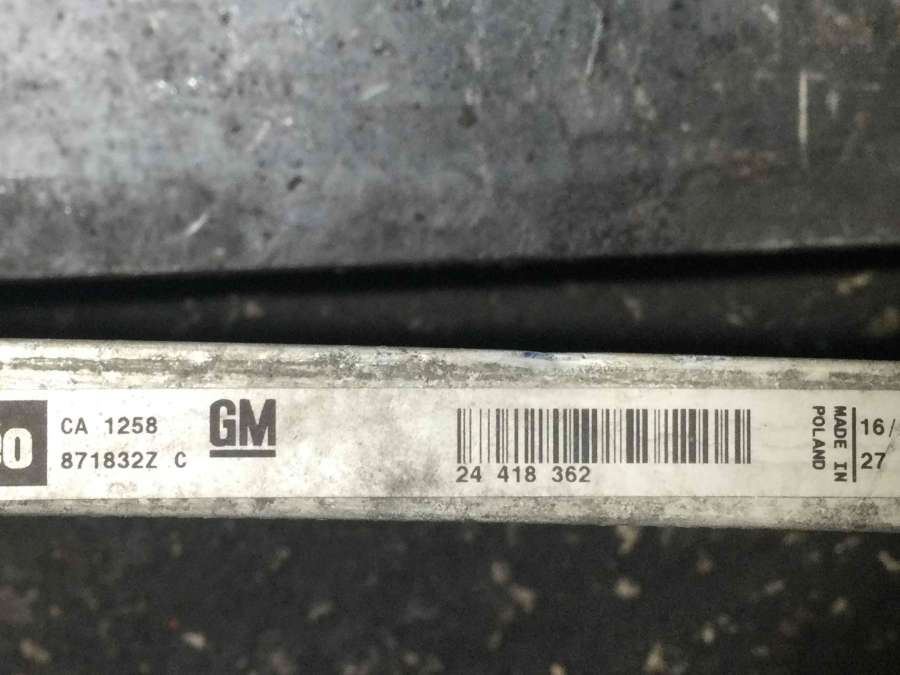 CA 1258
871832Z C
GM
24 418 362
MADE IN
POLAND
16/
27